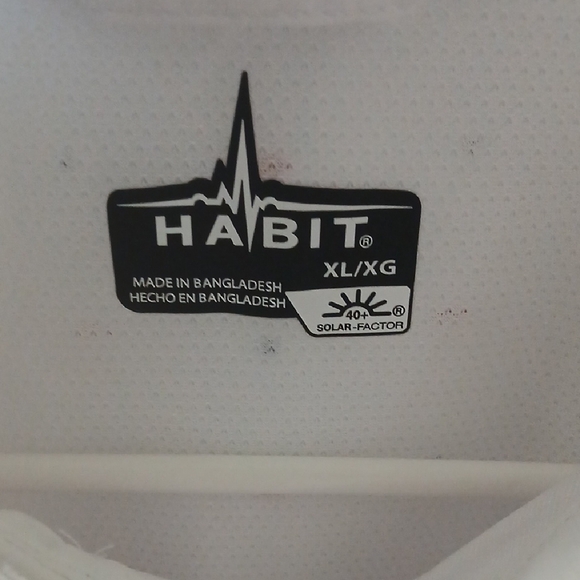 HABIT®
XL/XG
MADE IN BANGLADESH
HECHO EN BANGLADESH
40+ ®
SOLAR-FACTOR